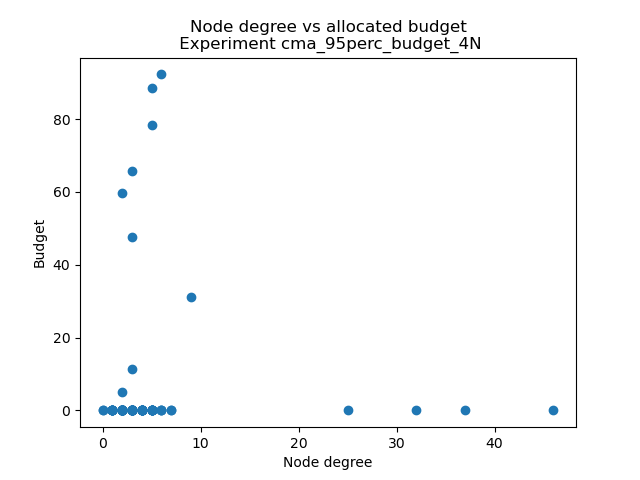 Node degree vs allocated budget
Experiment cma_95perc_budget_4N
80
60
40
20
0
Budget
0 10 20 30 40
Node degree